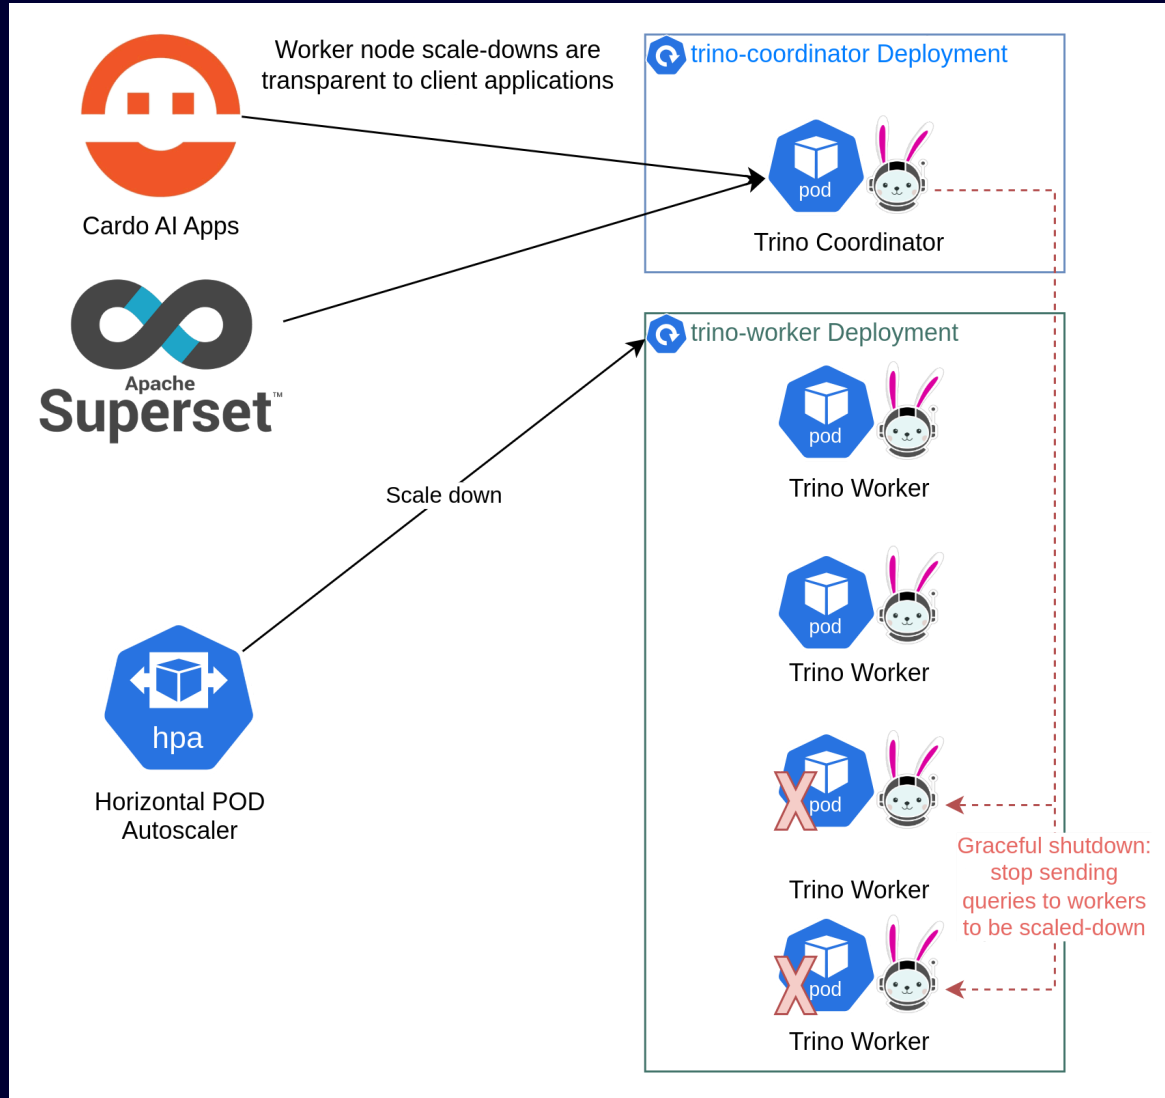 Worker node scale-downs are
transparent to client applications
Cardo AI Apps
Apache
Superset™
Scale down
hpa
Horizontal POD
Autoscaler
trino-coordinator Deployment
pod
Trino Coordinator
trino-worker Deployment
pod
Trino Worker
pod
Trino Worker
X
pod
Trino Worker
X
pod
Trino Worker
Graceful shutdown:
stop sending
queries to workers
to be scaled-down